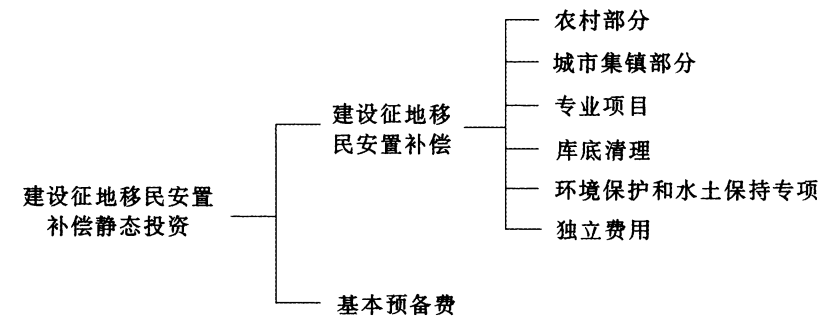 农村部分
城市集镇部分
专业项目
建设征地移
民安置补偿
库底清理
环境保护和水土保持专项
建设征地移民安置
补偿静态投资
独立费用
基本预备费